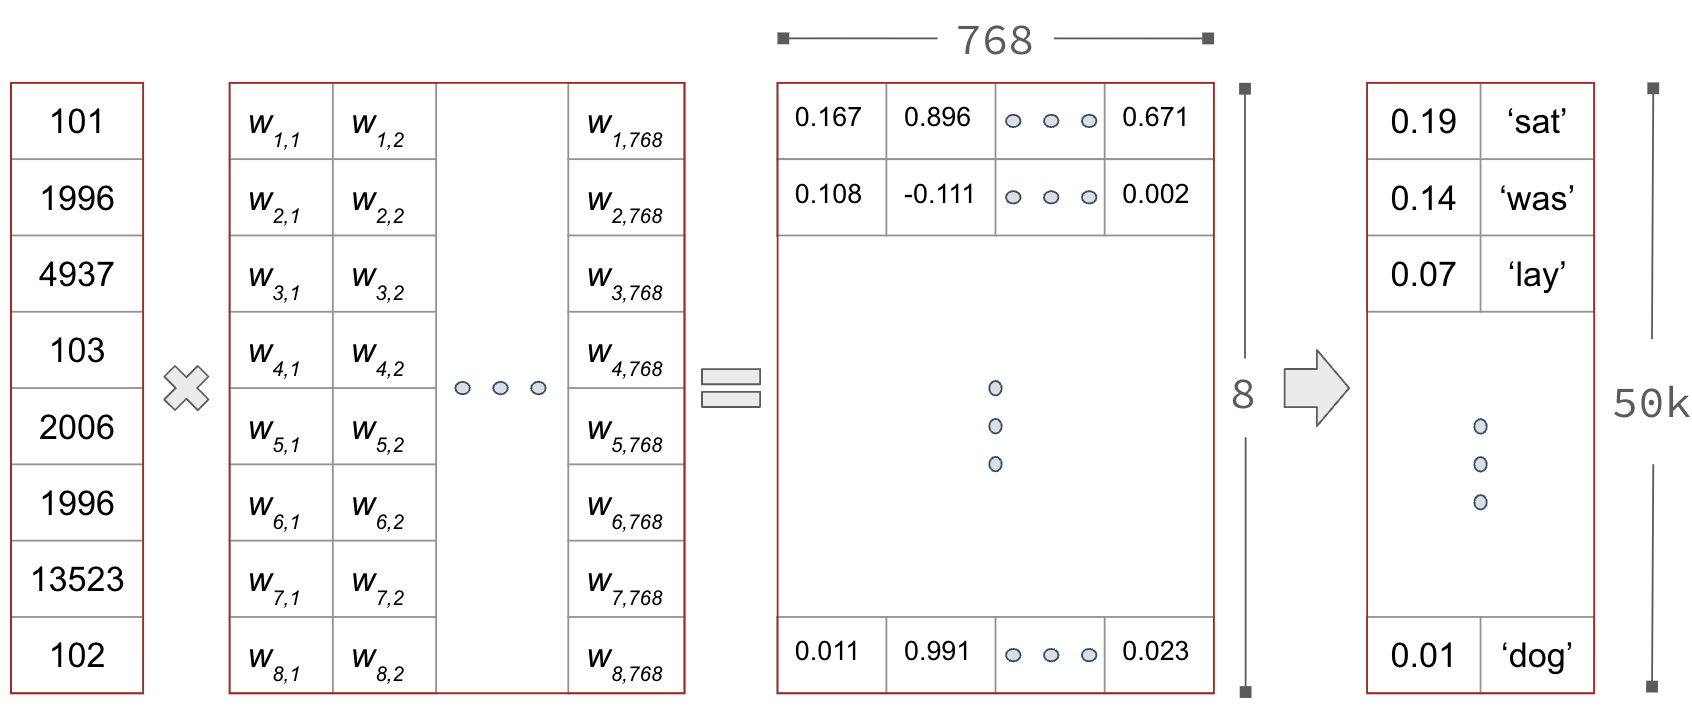 768
101 w1,1 w1,2 w1,768 0.167 0.896 0.671 0.19 ‘sat’
1996 w2,1 w2,2 w2,768 0.108 -0.111 0.002 0.14 ‘was’
4937 w3,1 w3,2 w3,768 0.07 ‘lay’
103 w4,1 w4,2 w4,768
8 50k
2006 w5,1 w5,2 w5,768
1996 w6,1 w6,2 w6,768
13523 w7,1 w7,2 w7,768
102 w8,1 w8,2 w8,768 0.011 0.991 0.023 0.01 ‘dog’